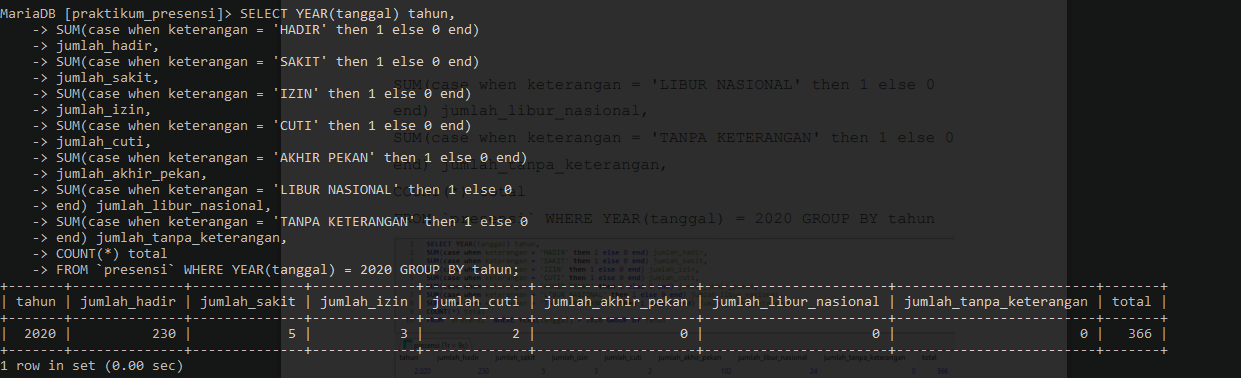 MariaDB [praktikum_presensi]> SELECT YEAR(tanggal) tahun,
-> SUM(case when keterangan = 'HADIR' then 1 else 0 end)
-> jumlah_hadir,
-> SUM(case when keterangan = 'SAKIT' then 1 else 0 end)
-> jumlah_sakit,
-> SUM(case when keterangan = 'IZIN' then 1 else 0 end)
-> jumlah_izin,
-> SUM(case when keterangan = 'CUTI' then 1 else 0 end)
-> jumlah_cuti,
-> SUM(case when keterangan = 'AKHIR PEKAN' then 1 else 0 end)
-> jumlah_akhir_pekan,
-> SUM(case when keterangan = 'LIBUR NASIONAL' then 1 else 0
-> end) jumlah_libur_nasional,
-> SUM(case when keterangan = 'TANPA KETERANGAN' then 1 else 0
-> end) jumlah_tanpa_keterangan,
-> COUNT(*) total
-> FROM `presensi` WHERE YEAR(tanggal) = 2020 GROUP BY tahun;
| tahun | jumlah_hadir | jumlah_sakit | jumlah_izin | jumlah_cuti | jumlah_akhir_pekan | jumlah_libur_nasional | jumlah_tanpa_keterangan | total |
| 2020 | 230 | 5 | 3 | 2 | 0 | 0 | 0 | 366 |
1 row in set (0.00 sec)
SUM(case when keterangan = 'LIBUR NASIONAL' then 1 else 0
end) jumlah_libur_nasional,
SUM(case when keterangan = 'TANPA KETERANGAN' then 1 else 0
end) jumlah_tanpa_keterangan,
WHERE YEAR(tanggal) = 2020 GROUP BY tahun